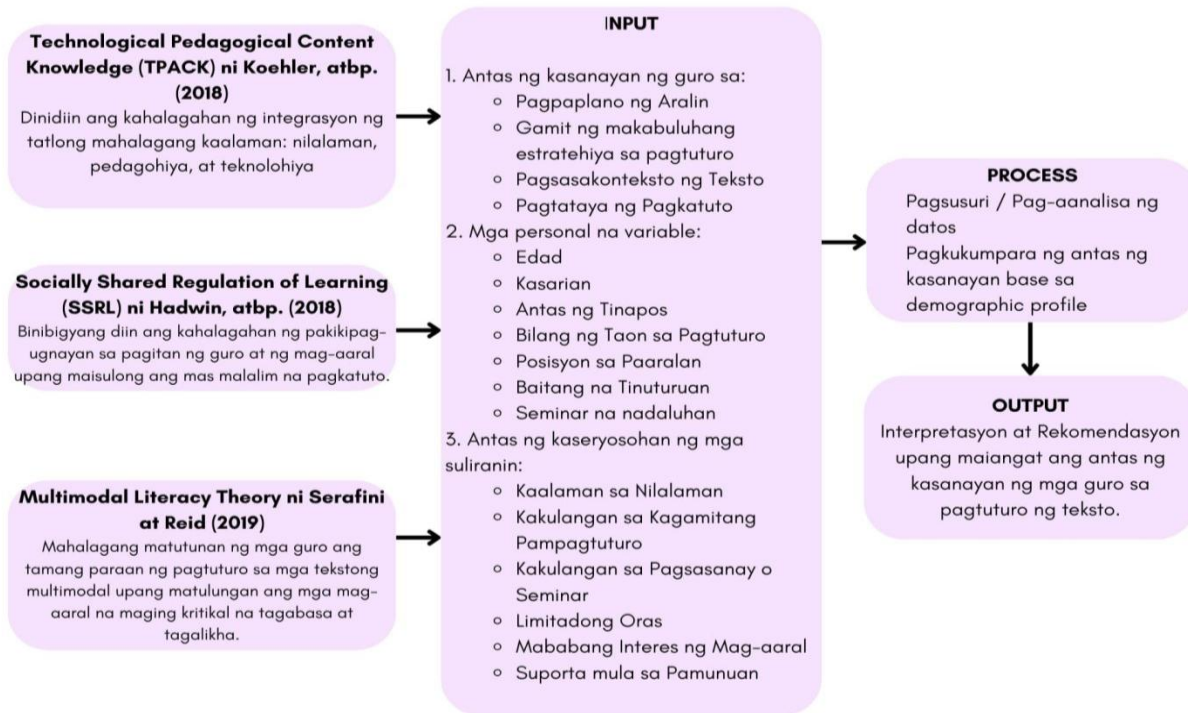 Technological Pedagogical Content
Knowledge (TPACK) ni Koehler, atbp.
(2018)
Dinidiin ang kahalagahan ng integrasyon ng
tatlong mahalagang kaalaman: nilalaman,
pedagohiya, at teknolohiya
Socially Shared Regulation of Learning
(SSRL) ni Hadwin, atbp. (2018)
Binibigyang diin ang kahalagahan ng pakikipag-
ugnayan sa pagitan ng guro at ng mag-aaral
upang maisulong ang mas malalim na pagkatuto.
Multimodal Literacy Theory ni Serafini
at Reid (2019)
Mahalagang matutunan ng mga guro ang
tamang paraan ng pagtuturo sa mga tekstong
multimodal upang matulungan ang mga mag-
aaral na maging kritikal na tagabasa at
tagalikha.
INPUT
1. Antas ng kasanayan ng guro sa:
Pagpaplano ng Aralin
Gamit ng makabuluhang
estratehiya sa pagtuturo
Pagsasakonteksto ng Teksto
Pagtataya ng Pagkatuto
2. Mga personal na variable:
Edad
Kasarian
Antas ng Tinapos
Bilang ng Taon sa Pagtuturo
Posisyon sa Paaralan
Baitang na Tinuturuan
Seminar na nadaluhan
3. Antas ng kaseryosohan ng mga
suliranin:
Kaalaman sa Nilalaman
Kakulangan sa Kagamitang
Pampagtuturo
Kakulangan sa Pagsasanay o
Seminar
Limitadong Oras
Mababang Interes ng Mag-aaral
Suporta mula sa Pamunuan
PROCESS
Pagsusuri / Pag-aanalisa ng
datos
Pagkukumpara ng antas ng
kasanayan base sa
demographic profile
OUTPUT
Interpretasyon at Rekomendasyon
upang maiangat ang antas ng
kasanayan ng mga guro sa
pagtuturo ng teksto.